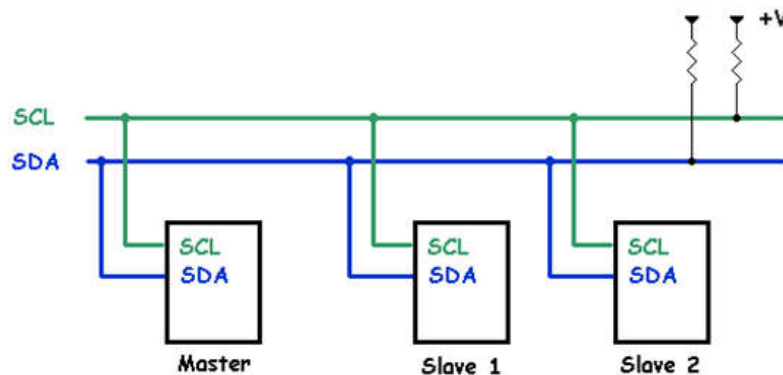 +V
SCL
SDA
SCL
SDA
SCL
SDA
SCL
SDA
Master
Slave 1
Slave 2